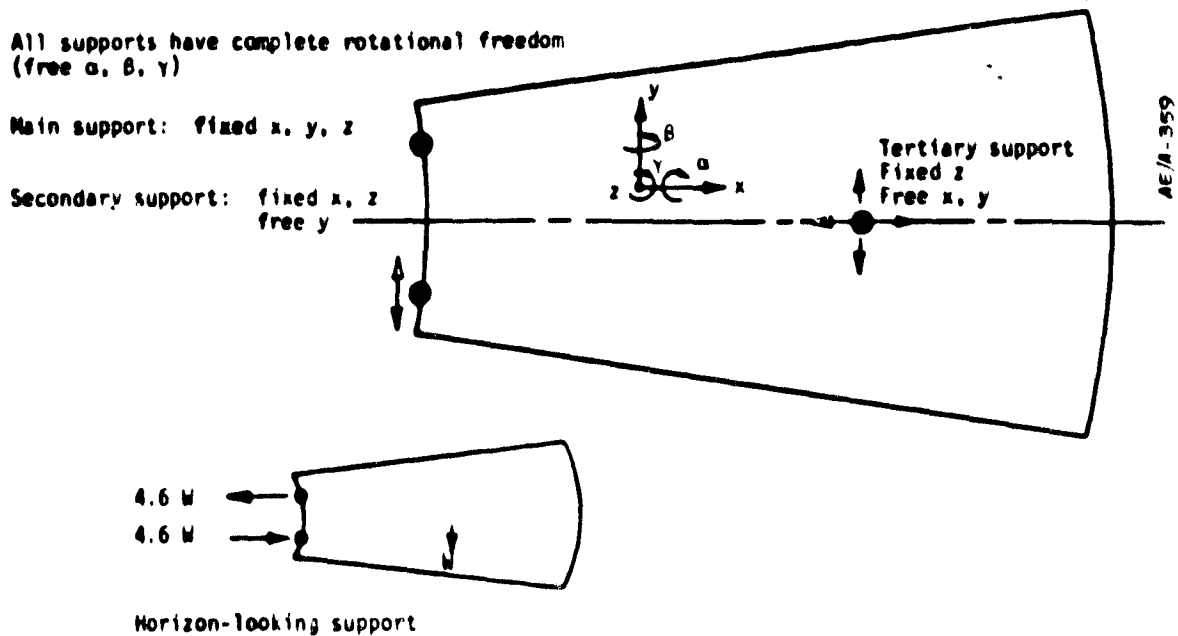 All supports have complete rotational freedom
(free α, β, γ)
Main support: fixed x, y, z
Secondary support: fixed x, z
free y
y
β
γ
α
z
x
Tertiary support
Fixed z
Free x, y
AE/A-359
4.6 W
4.6 W
W
Horizon-looking support